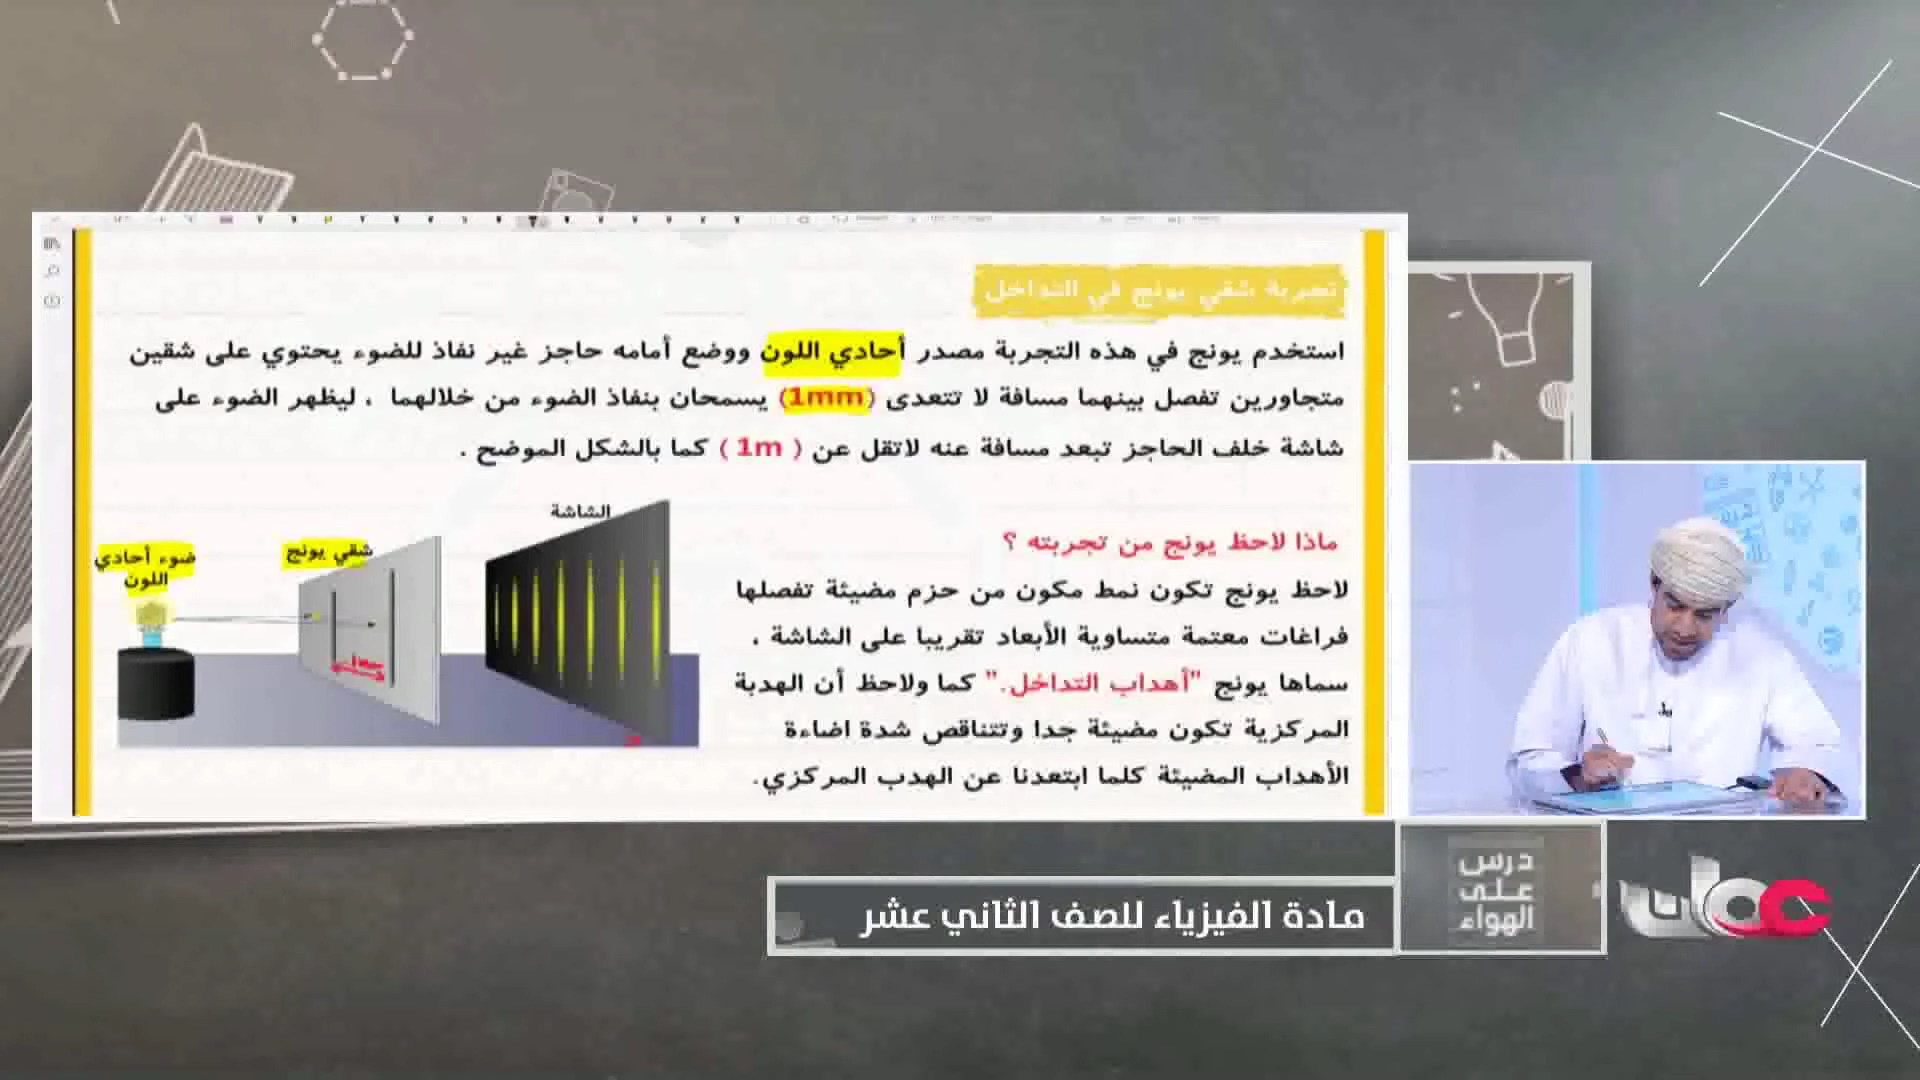 تجربة شقي يونج في التداخل
استخدم يونج في هذه التجربة مصدر أحادي اللون ووضع أمامه حاجز غير نفاذ للضوء يحتوي على شقين
متجاورين تفصل بينهما مسافة لا تتعدى (1mm) يسمحان بنفاذ الضوء من خلالهما ، ليظهر الضوء على
شاشة خلف الحاجز تبعد مسافة عنه لاتقل عن ( 1m ) كما بالشكل الموضح .
الشاشة
شقي يونج
ضوء أحادي
اللون
ماذا لاحظ يونج من تجربته ؟
لاحظ يونج تكون نمط مكون من حزم مضيئة تفصلها
فراغات معتمة متساوية الأبعاد تقريبا على الشاشة .
سماها يونج "أهداب التداخل." كما ولاحظ أن الهدبة
المركزية تكون مضيئة جدا وتتناقص شدة اضاءة
الأهداب المضيئة كلما ابتعدنا عن الهدب المركزي.
درس
على
الهواء
مادة الفيزياء للصف الثاني عشر